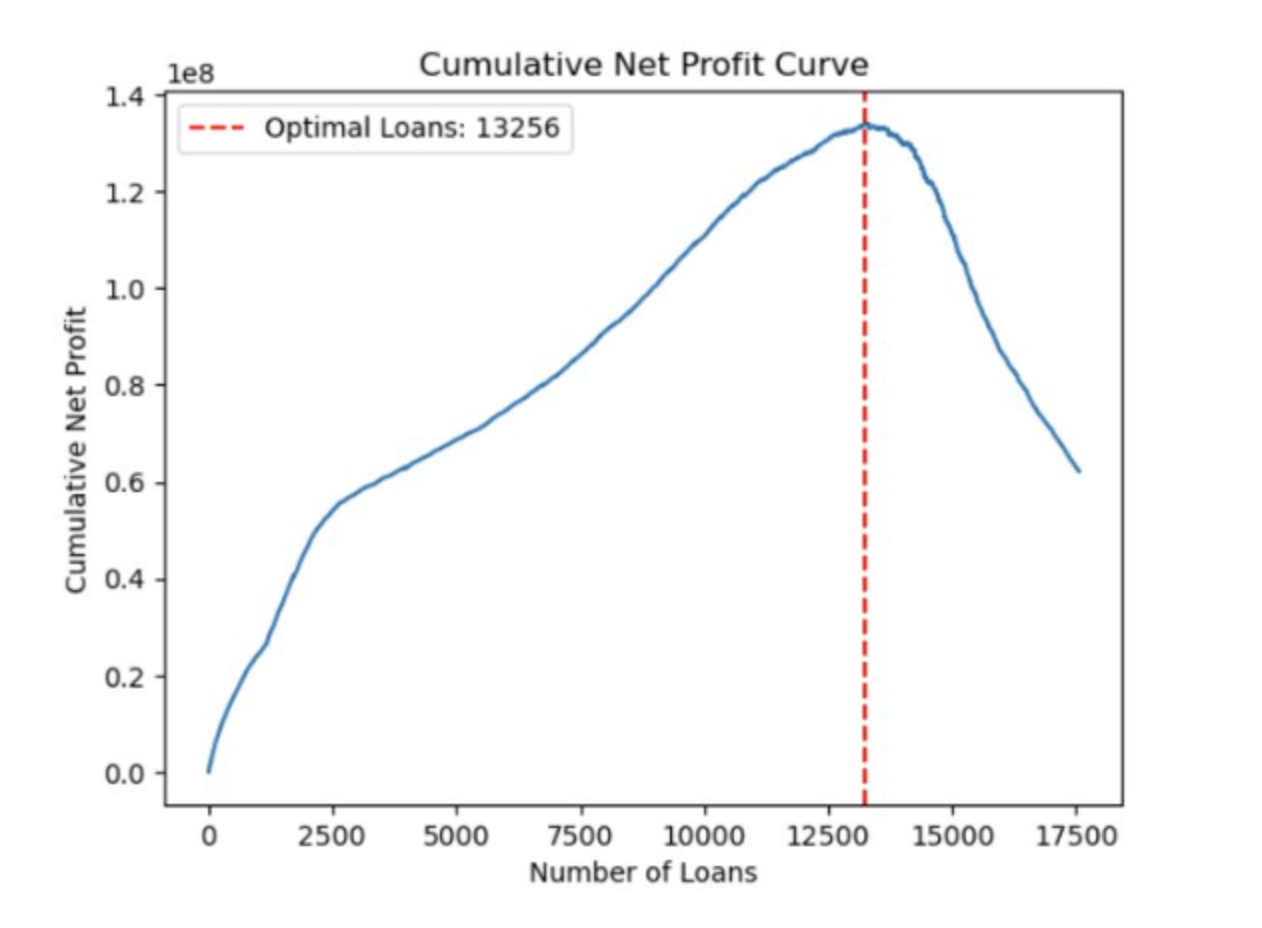 Cumulative Net Profit Curve
1e8
Optimal Loans: 13256
1.4
1.2
1.0
0.8
0.6
0.4
0.2
0.0
Cumulative Net Profit
0 2500 5000 7500 10000 12500 15000 17500
Number of Loans